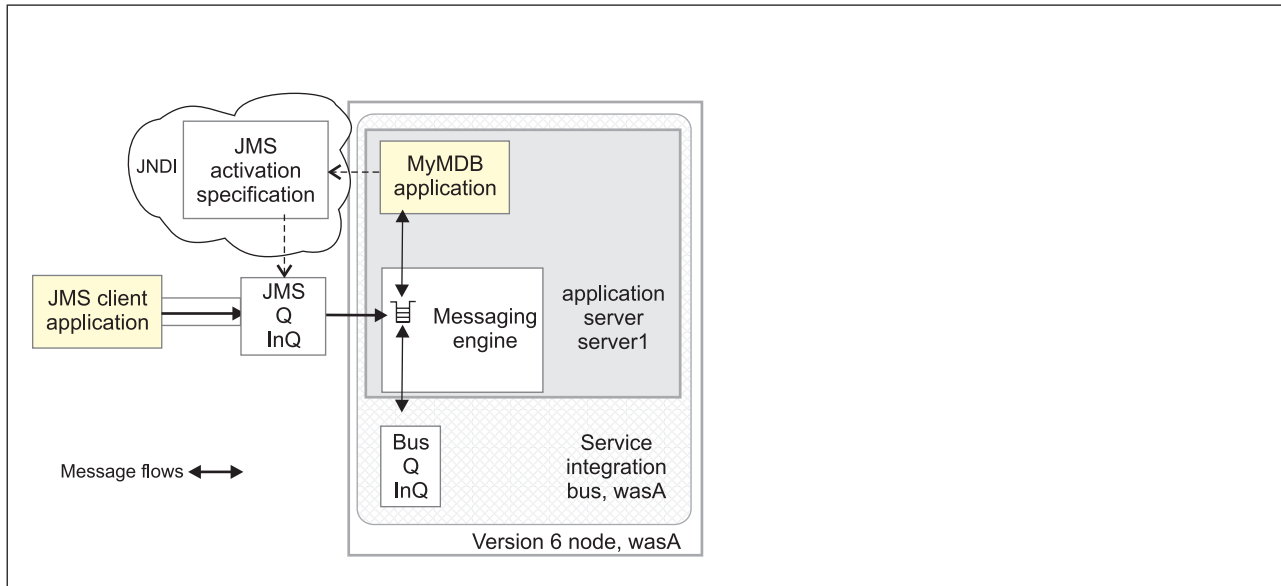 JNDI
JMS
activation
specification
MyMDB
application
JMS client
application
JMS
Q
InQ
Messaging
engine
application
server
server1
Bus
Q
InQ
Service
integration
bus, wasA
Message flows
Version 6 node, wasA